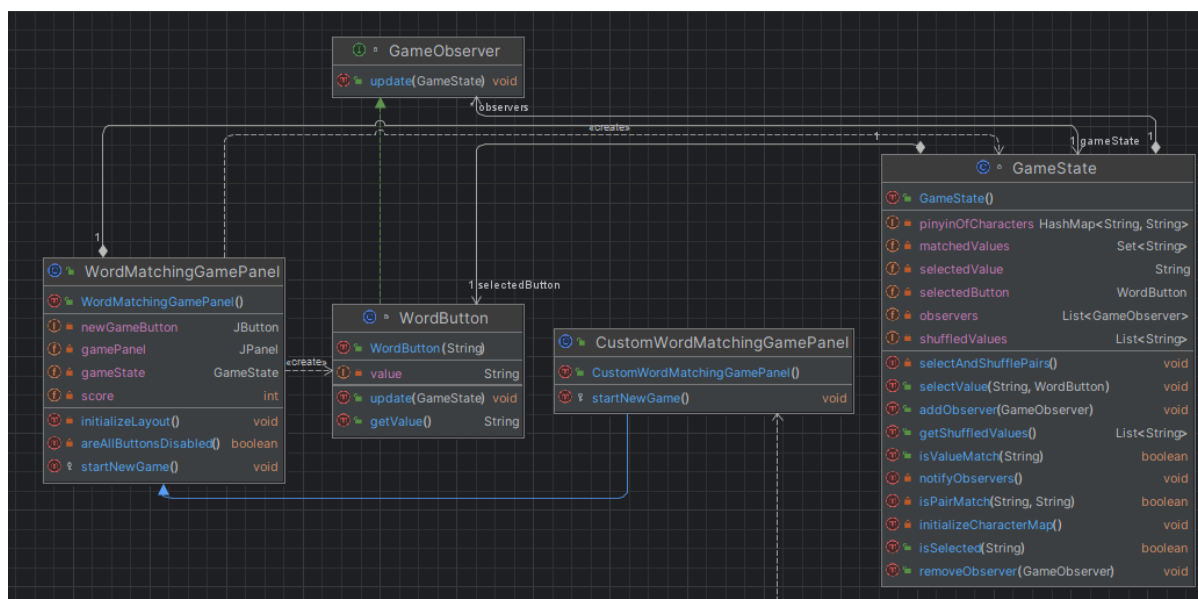 GameObserver
update(GameState) void
observers
«create»
1
1
1 gameState
GameState
GameState()
pinyinOfCharacters HashMap<String, String>
matchedValues Set<String>
selectedValue String
selectedButton WordButton
observers List<GameObserver>
shuffledValues List<String>
selectAndShufflePairs() void
selectValue(String, WordButton) void
addObserver(GameObserver) void
getShuffledValues() List<String>
isValueMatch(String) boolean
notifyObservers() void
isPairMatch(String, String) boolean
initializeCharacterMap() void
isSelected(String) boolean
removeObserver(GameObserver) void
1
WordMatchingGamePanel
WordMatchingGamePanel()
newGameButton JButton
gamePanel JPanel
gameState GameState
score int
initializeLayout() void
areAllButtonsDisabled() boolean
startNewGame() void
«create»
1 selectedButton
WordButton
WordButton(String)
value String
update(GameState) void
getValue() String
CustomWordMatchingGamePanel
CustomWordMatchingGamePanel()
startNewGame() void